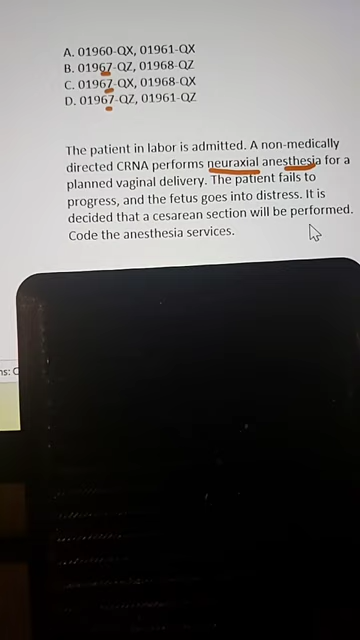 A. 01960-QX, 01961-QX
B. 01967-QZ, 01968-QZ
C. 01967-QX, 01968-QX
D. 01967-QZ, 01961-QZ
The patient in labor is admitted. A non-medically
directed CRNA performs neuraxial anesthesia for a
planned vaginal delivery. The patient fails to
progress, and the fetus goes into distress. It is
decided that a cesarean section will be performed.
Code the anesthesia services.